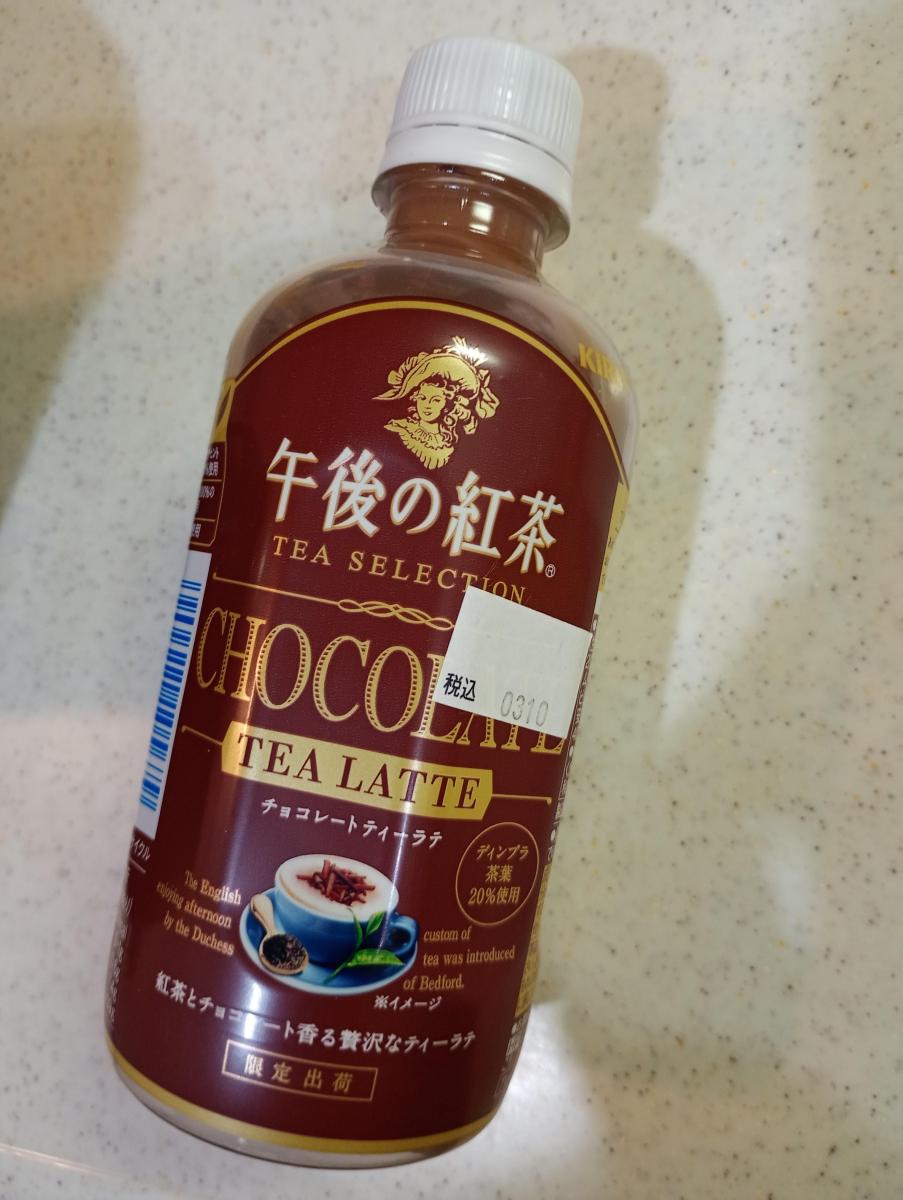 KIR
午後の紅茶®
TEA SELECTION
CHOCOLATE
税込 0310
TEA LATTE
チョコレートティーラテ
ディンブラ
茶葉
20%使用
The English custom of
enjoying afternoon tea was introduced
by the Duchess of Bedford.
※イメージ
紅茶とチョコレート香る贅沢なティーラテ
限定出荷